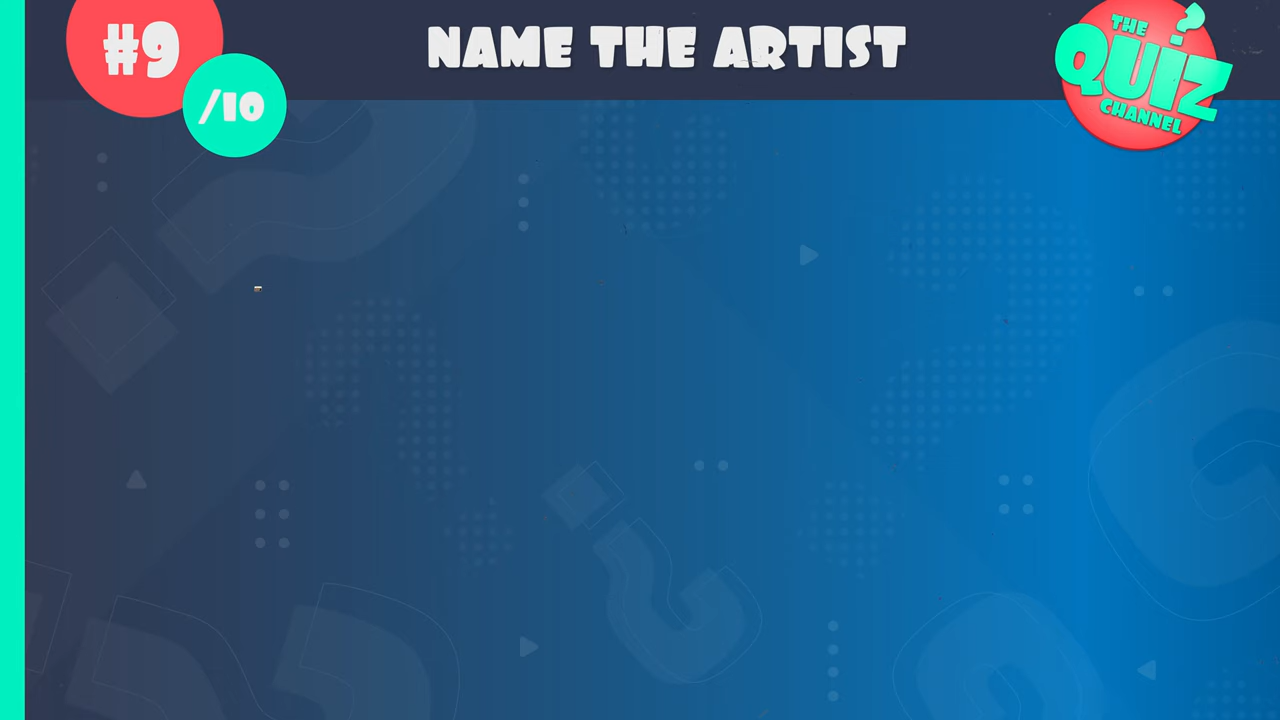 #9
/10
NAME THE ARTIST
THE
QUIZ
CHANNEL